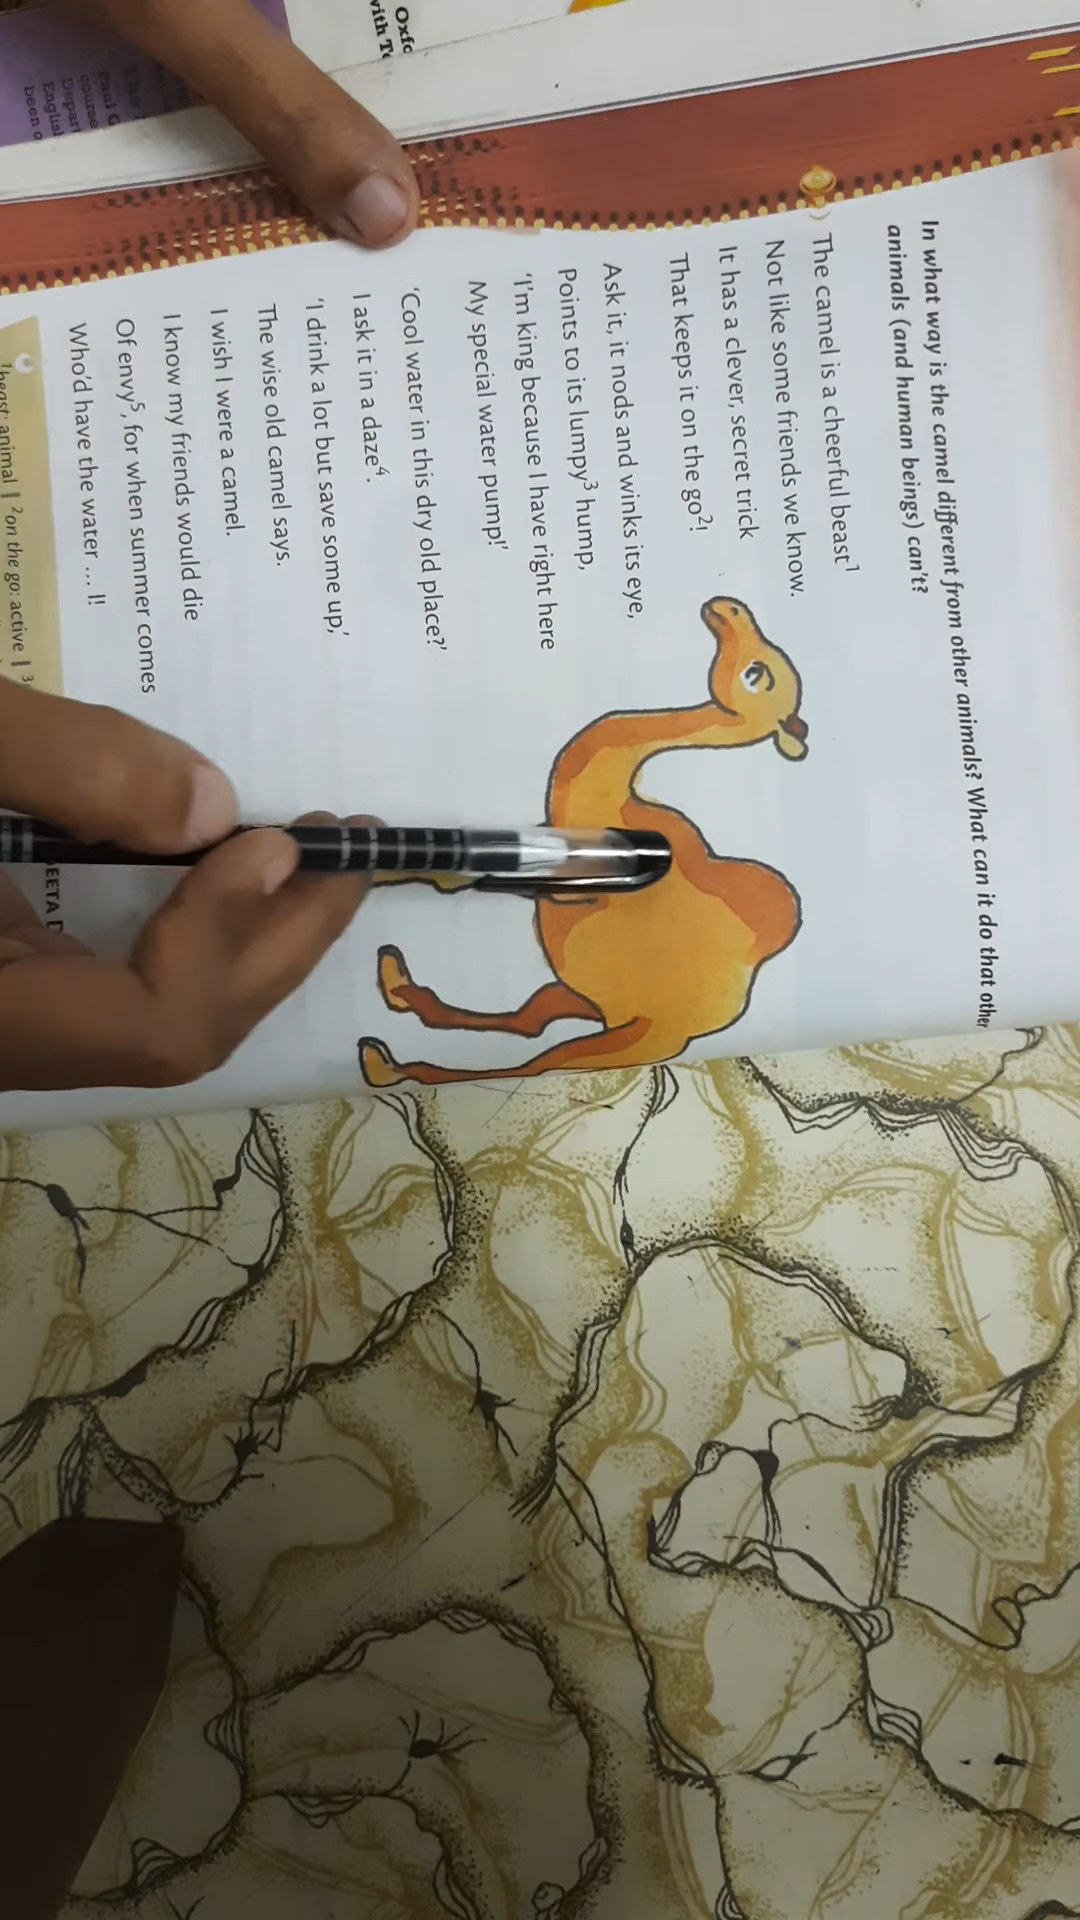 In what way is the camel different from other animals? What can it do that other
animals (and human beings) can't?
The camel is a cheerful beast¹
Not like some friends we know.
It has a clever, secret trick
That keeps it on the go²!
Ask it, it nods and winks its eye,
Points to its lumpy³ hump,
'I'm king because I have right here
My special water pump!'
'Cool water in this dry old place?'
I ask it in a daze⁴.
'I drink a lot but save some up,'
The wise old camel says.
I wish I were a camel.
I know my friends would die
Of envy⁵, for when summer comes
Who'd have the water ... I!
EETA
¹beast: animal | ²on the go: active | ³
Oxfo
with To
Paul G
course
Depar
Englis
been o